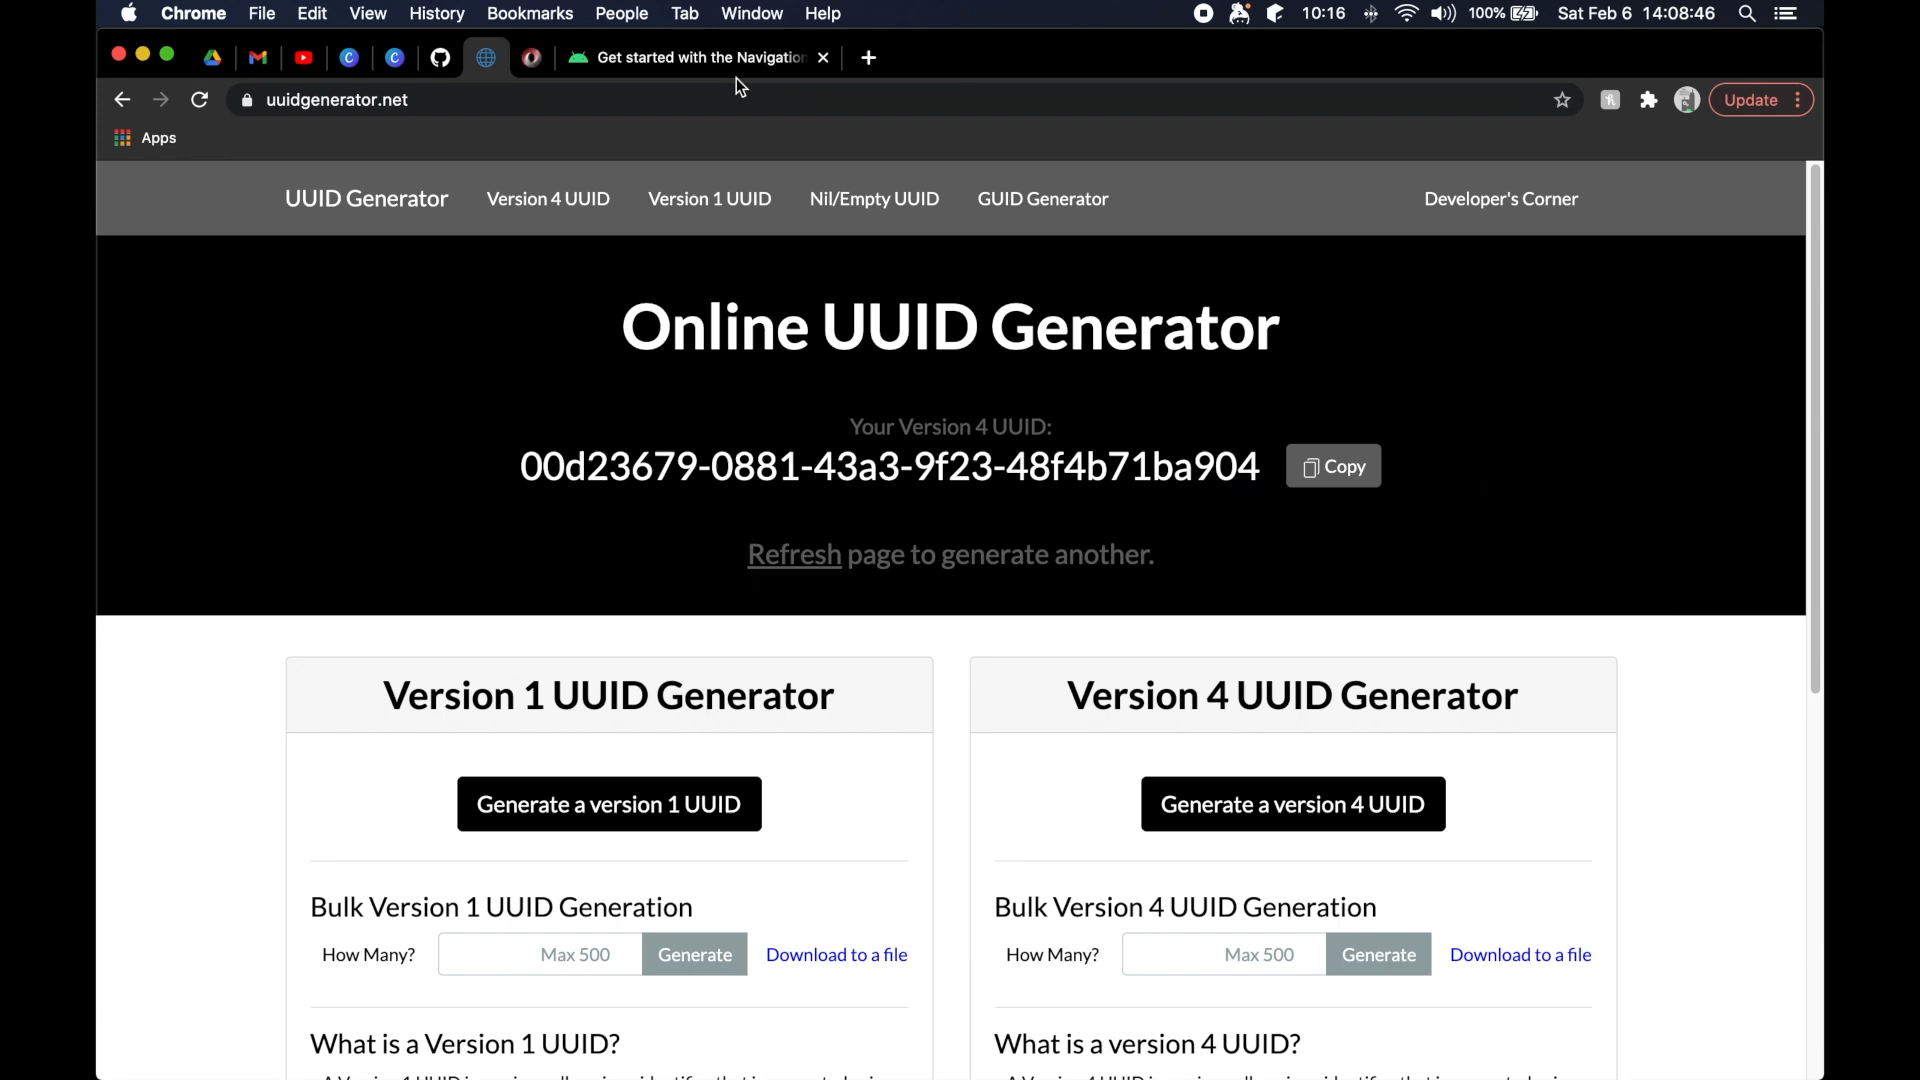 Chrome File Edit View History Bookmarks People Tab Window Help 10:16 100% Sat Feb 6 14:08:46
Get started with the Navigation
uuidgenerator.net Update
Apps
UUID Generator Version 4 UUID Version 1 UUID Nil/Empty UUID GUID Generator Developer's Corner
Online UUID Generator
Your Version 4 UUID:
00d23679-0881-43a3-9f23-48f4b71ba904 Copy
Refresh page to generate another.
Version 1 UUID Generator Version 4 UUID Generator
Generate a version 1 UUID Generate a version 4 UUID
Bulk Version 1 UUID Generation Bulk Version 4 UUID Generation
How Many? Max 500 Generate Download to a file How Many? Max 500 Generate Download to a file
What is a Version 1 UUID? What is a version 4 UUID?